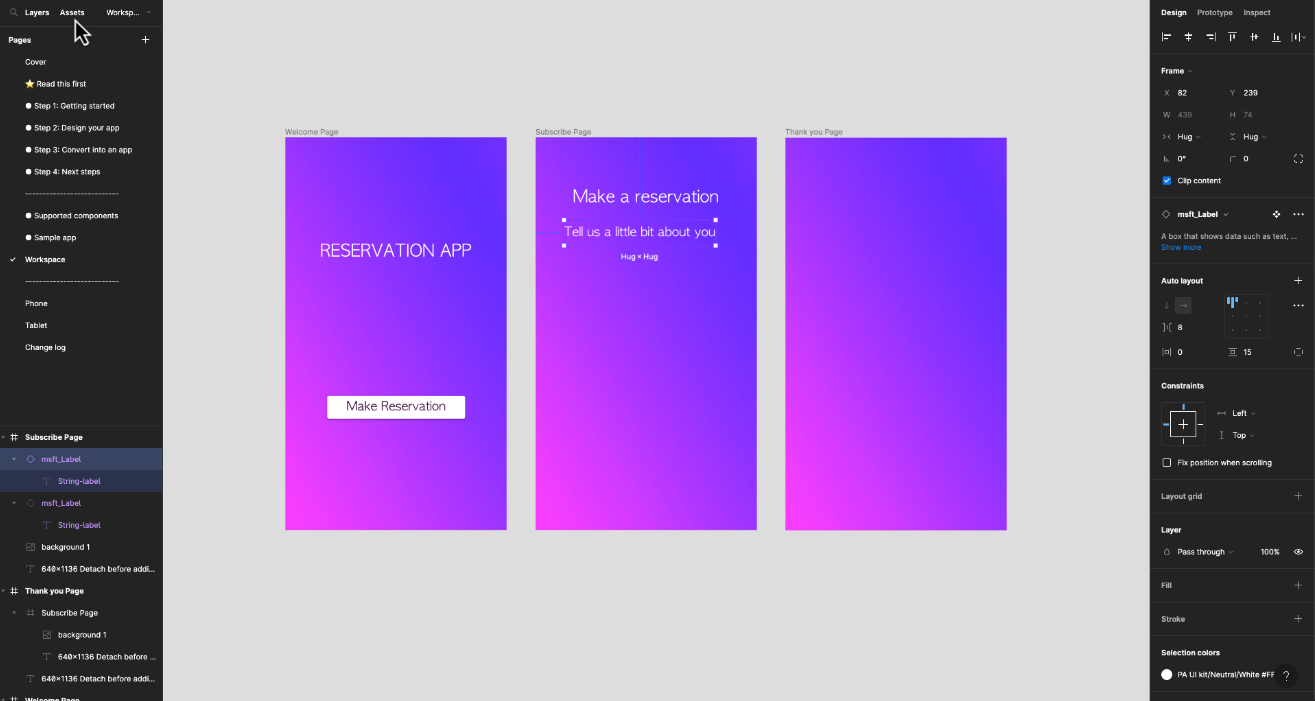 Layers Assets Worksp...
Pages
Cover
⭐ Read this first
● Step 1: Getting started
● Step 2: Design your app
● Step 3: Convert into an app
● Step 4: Next steps
---------------------------
● Supported components
● Sample app
Workspace
---------------------------
Phone
Tablet
Change log
Subscribe Page
msft_Label
String-label
msft_Label
String-label
background 1
640×1136 Detach before addi...
Thank you Page
Subscribe Page
background 1
640×1136 Detach before ...
640×1136 Detach before addi...
Welcome Page
Welcome Page
RESERVATION APP
Make Reservation
Subscribe Page
Make a reservation
Tell us a little bit about you
Hug × Hug
Thank you Page
Design Prototype Inspect
Frame
X 82 Y 239
W 439 H 74
Hug Hug
0° 0
Clip content
msft_Label
A box that shows data such as text, ...
Show more
Auto layout
8
0 15
Constraints
Left
Top
Fix position when scrolling
Layout grid
Layer
Pass through 100%
Fill
Stroke
Selection colors
PA UI kit/Neutral/White #FF
?